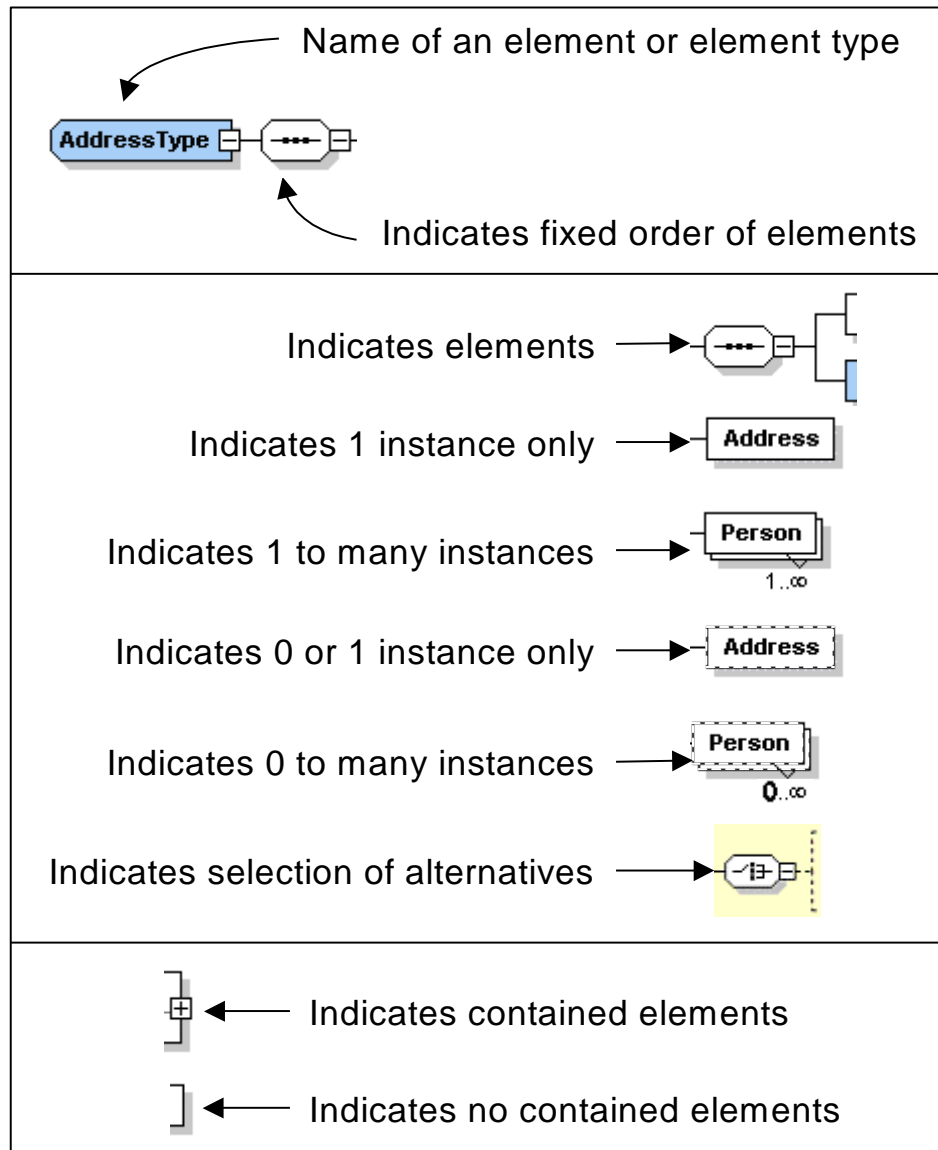 Name of an element or element type
AddressType
Indicates fixed order of elements
Indicates elements
Indicates 1 instance only
Address
Indicates 1 to many instances
Person
1..∞
Indicates 0 or 1 instance only
Address
Indicates 0 to many instances
Person
0..∞
Indicates selection of alternatives
Indicates contained elements
Indicates no contained elements